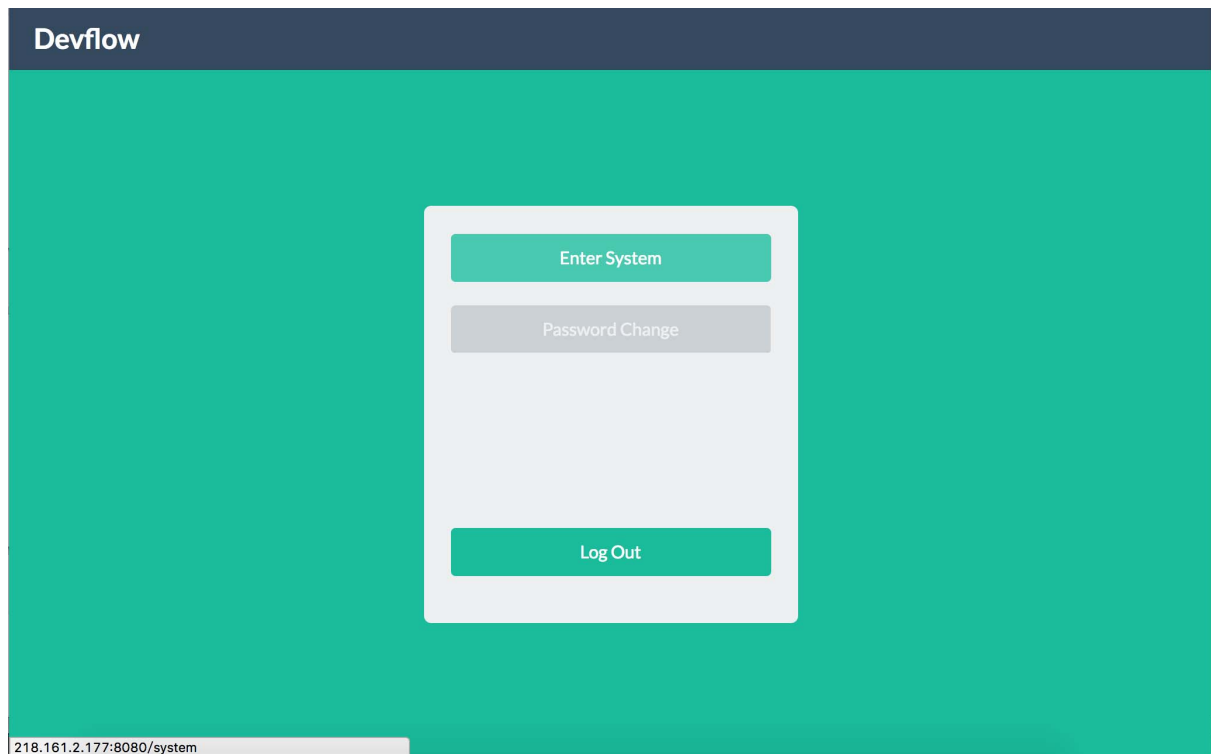 Devflow
Enter System
Password Change
Log Out
218.161.2.177:8080/system